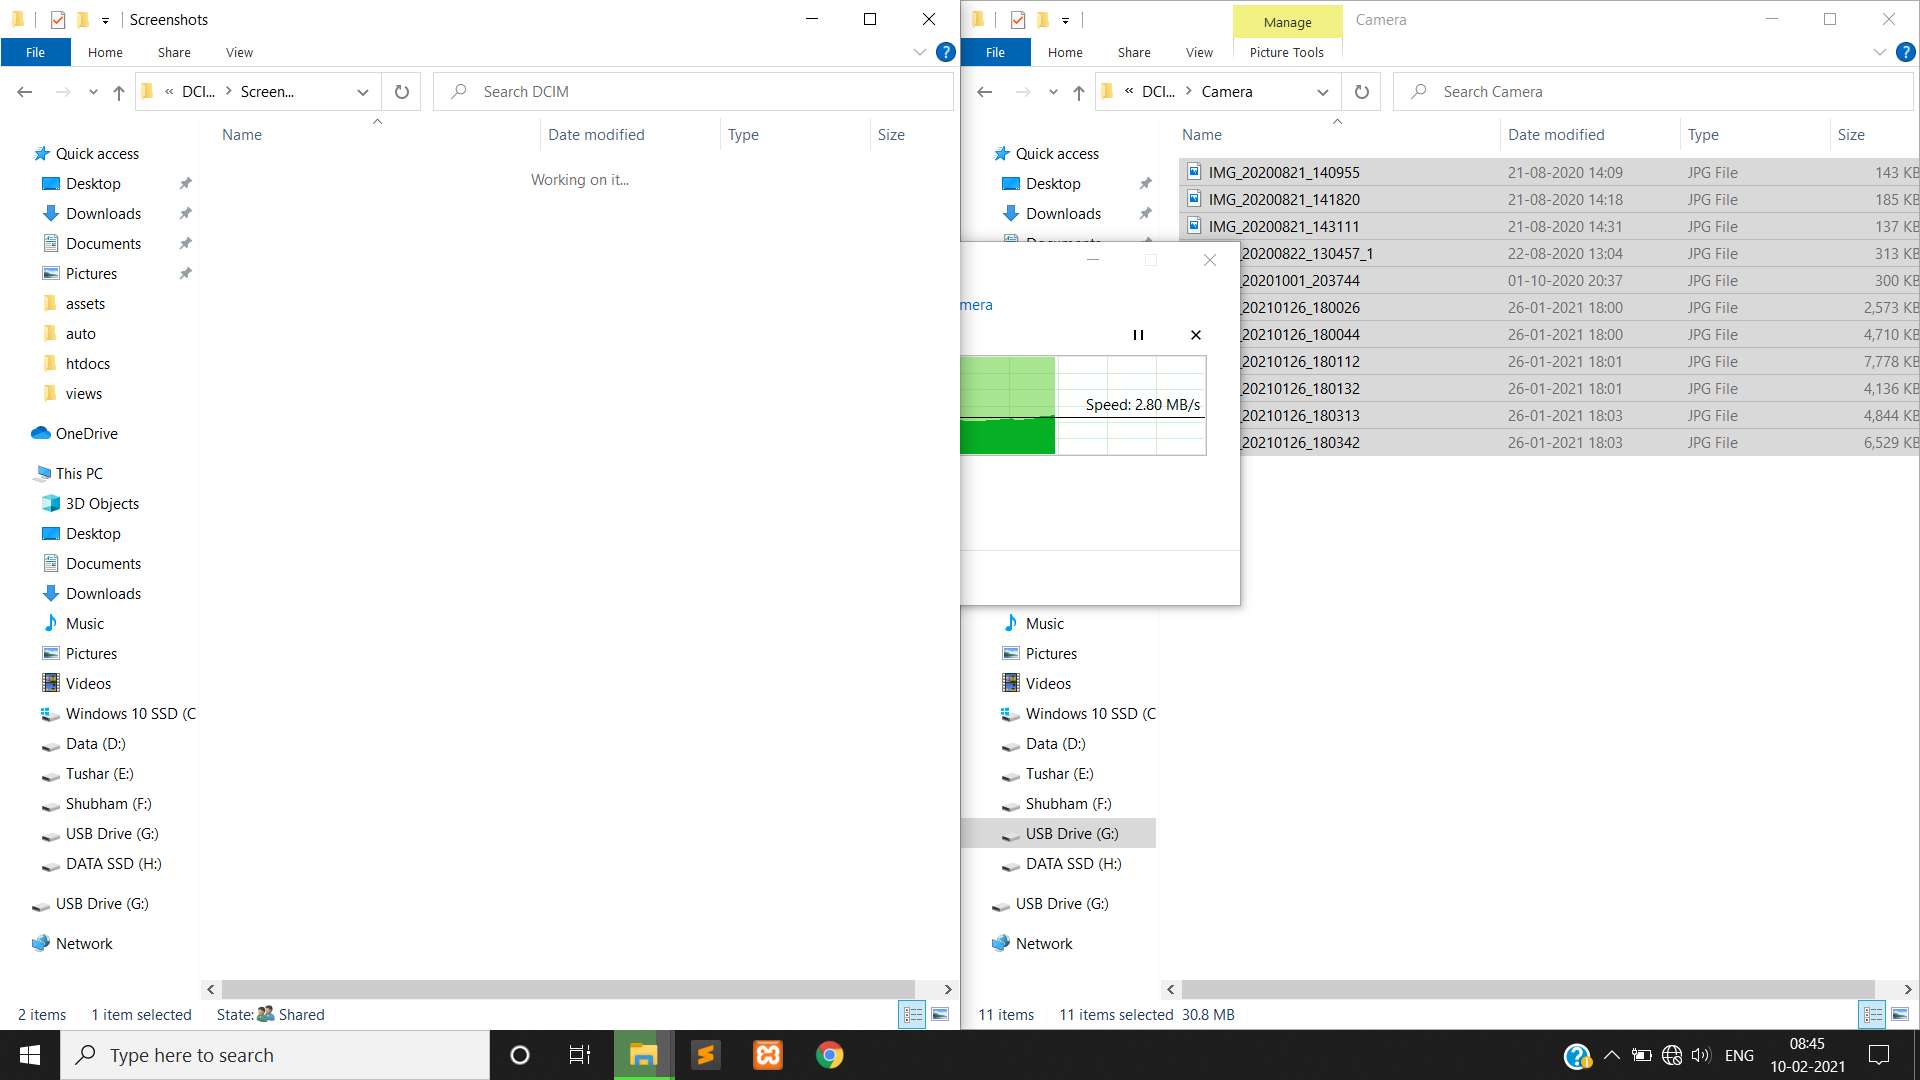 Screenshots
File
Home
Share
View
?
« DCI... > Screen...
Search DCIM
Name
Date modified
Type
Size
Working on it...
Quick access
Desktop
Downloads
Documents
Pictures
assets
auto
htdocs
views
OneDrive
This PC
3D Objects
Desktop
Documents
Downloads
Music
Pictures
Videos
Windows 10 SSD (C
Data (D:)
Tushar (E:)
Shubham (F:)
USB Drive (G:)
DATA SSD (H:)
USB Drive (G:)
Network
2 items 1 item selected State: Shared
Manage
Camera
File
Home
Share
View
Picture Tools
?
« DCI... > Camera
Search Camera
Name
Date modified
Type
Size
Quick access
Desktop
Downloads
IMG_20200821_140955 21-08-2020 14:09 JPG File 143 KB
IMG_20200821_141820 21-08-2020 14:18 JPG File 185 KB
IMG_20200821_143111 21-08-2020 14:31 JPG File 137 KB
_20200822_130457_1 22-08-2020 13:04 JPG File 313 KB
_20201001_203744 01-10-2020 20:37 JPG File 300 KB
_20210126_180026 26-01-2021 18:00 JPG File 2,573 KB
_20210126_180044 26-01-2021 18:00 JPG File 4,710 KB
_20210126_180112 26-01-2021 18:01 JPG File 7,778 KB
_20210126_180132 26-01-2021 18:01 JPG File 4,136 KB
_20210126_180313 26-01-2021 18:03 JPG File 4,844 KB
_20210126_180342 26-01-2021 18:03 JPG File 6,529 KB
mera
Speed: 2.80 MB/s
Music
Pictures
Videos
Windows 10 SSD (C
Data (D:)
Tushar (E:)
Shubham (F:)
USB Drive (G:)
DATA SSD (H:)
USB Drive (G:)
Network
11 items 11 items selected 30.8 MB
Type here to search
ENG
08:45
10-02-2021